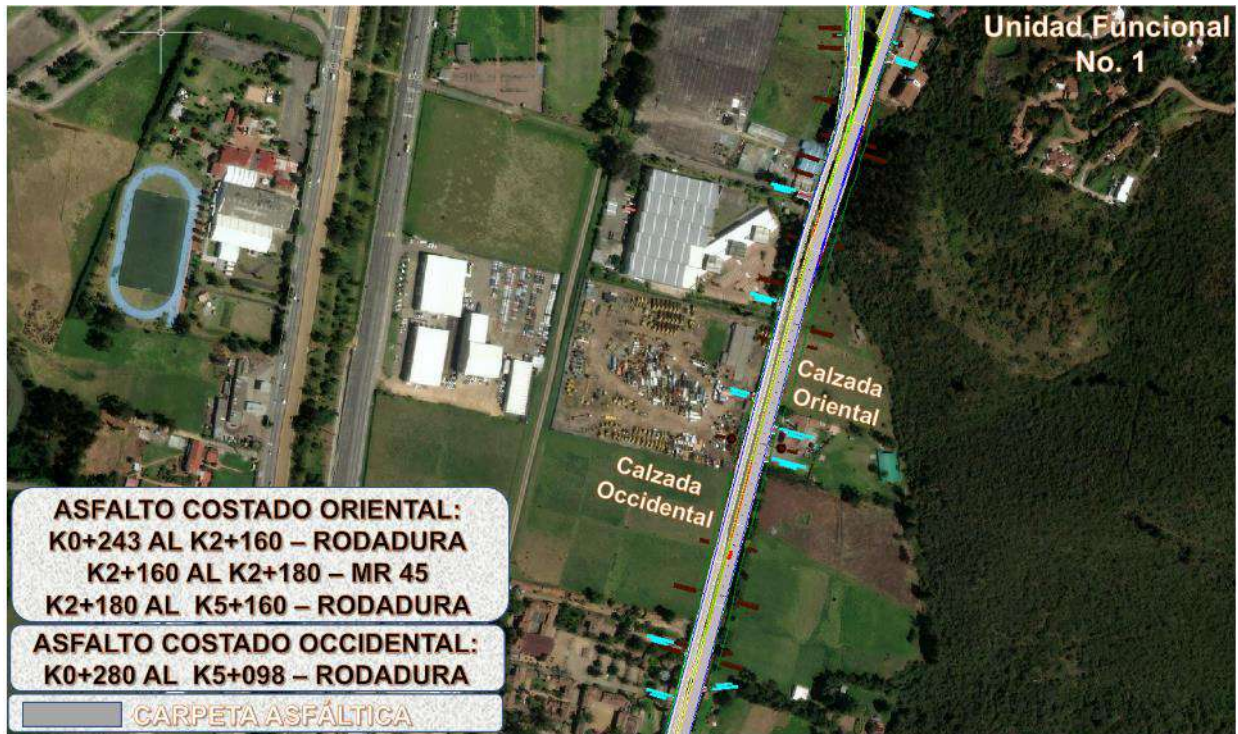 Unidad Funcional
No. 1
Calzada
Oriental
Calzada
Occidental
ASFALTO COSTADO ORIENTAL:
K0+243 AL K2+160 – RODADURA
K2+160 AL K2+180 – MR 45
K2+180 AL K5+160 – RODADURA
ASFALTO COSTADO OCCIDENTAL:
K0+280 AL K5+098 – RODADURA
CARPETA ASFÁLTICA